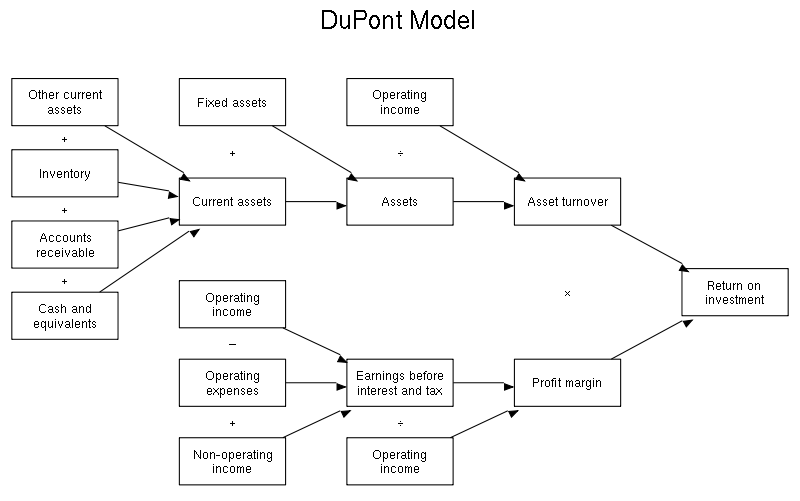 DuPont Model
Other current
assets
+
Inventory
+
Accounts
receivable
+
Cash and
equivalents
Fixed assets
+
Current assets
Operating
income
÷
Assets
Asset turnover
Operating
income
–
Operating
expenses
+
Non-operating
income
Earnings before
interest and tax
÷
Operating
income
Profit margin
×
Return on
investment